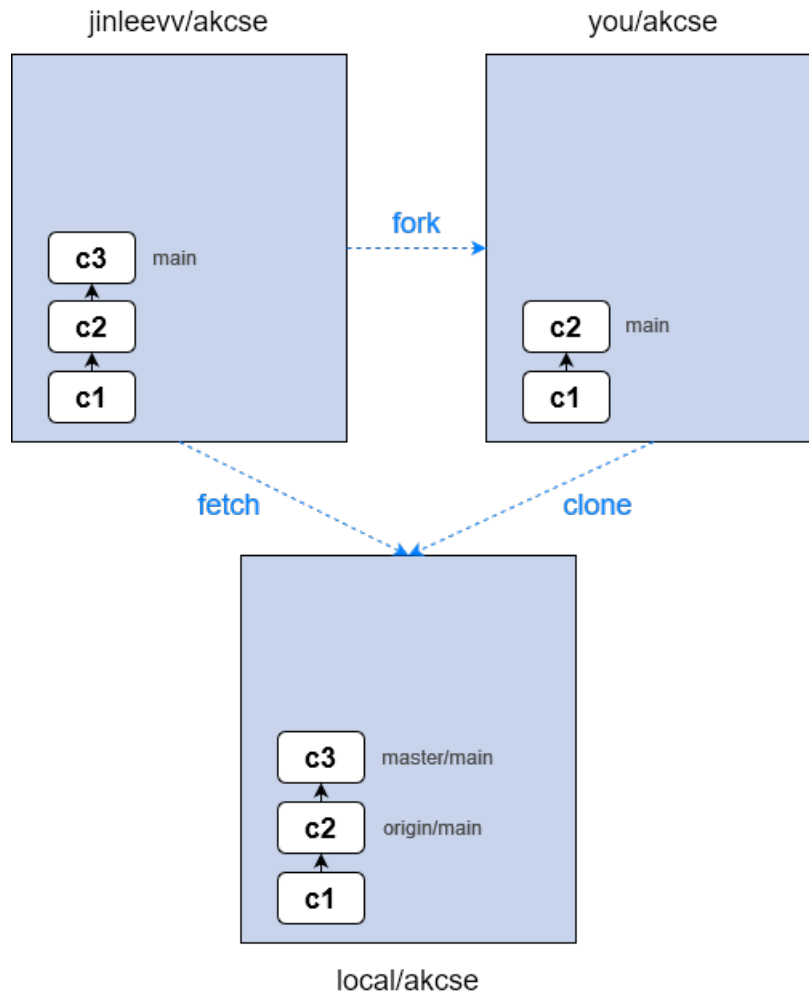 jinleevv/akcse
you/akcse
fork
c3 main
c2
c1
c2 main
c1
fetch
clone
c3 master/main
c2 origin/main
c1
local/akcse